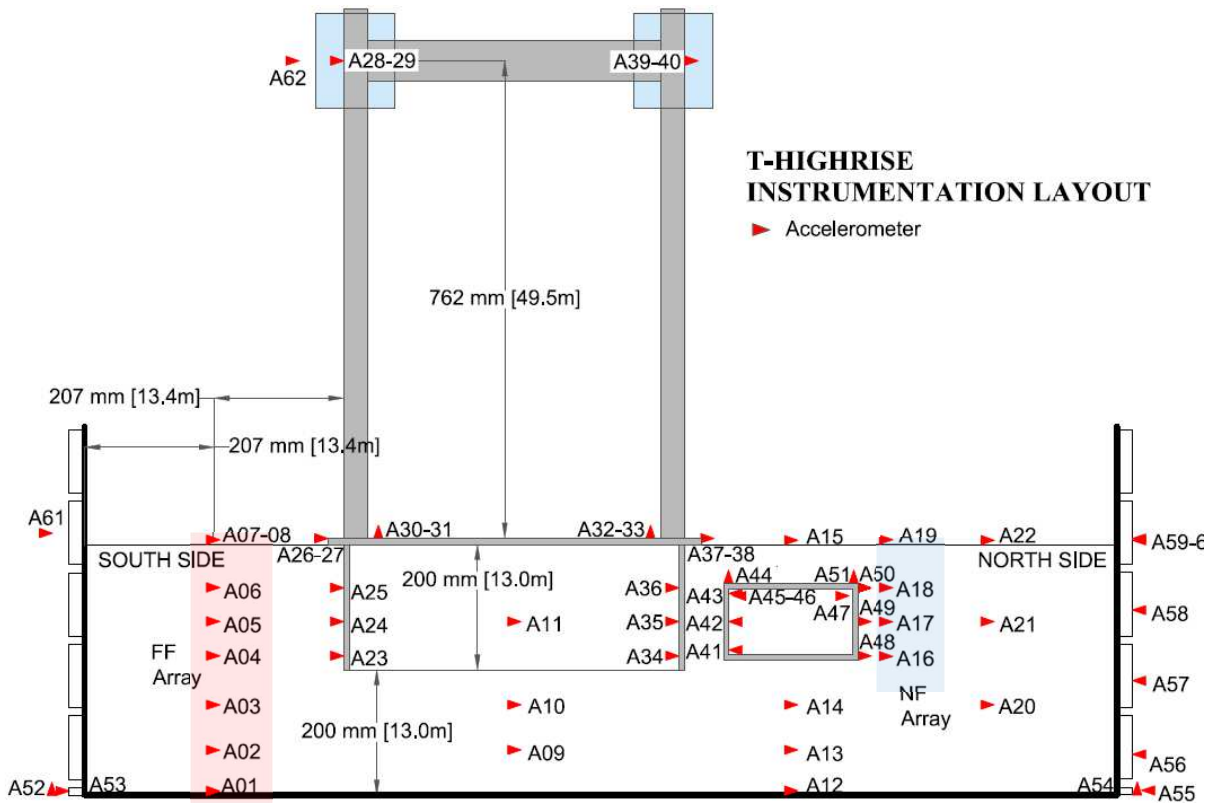 A28-29
A39-40
A62
T-HIGHRISE
INSTRUMENTATION LAYOUT
Accelerometer
762 mm [49.5m]
207 mm [13.4m]
207 mm [13.4m]
A61
A07-08
A30-31
A32-33
A15
A19
A22
A59-6
SOUTH SIDE
A26-27
A37-38
NORTH SIDE
200 mm [13.0m]
A44
A51
A50
A06
A25
A36
A43
A45-46
A47
A18
A58
A05
A24
A11
A35
A42
A49
A17
A21
FF
Array
A04
A23
A34
A41
A48
A16
A57
NF
Array
A03
A10
A14
A20
200 mm [13.0m]
A02
A09
A13
A56
A52
A53
A01
A12
A54
A55